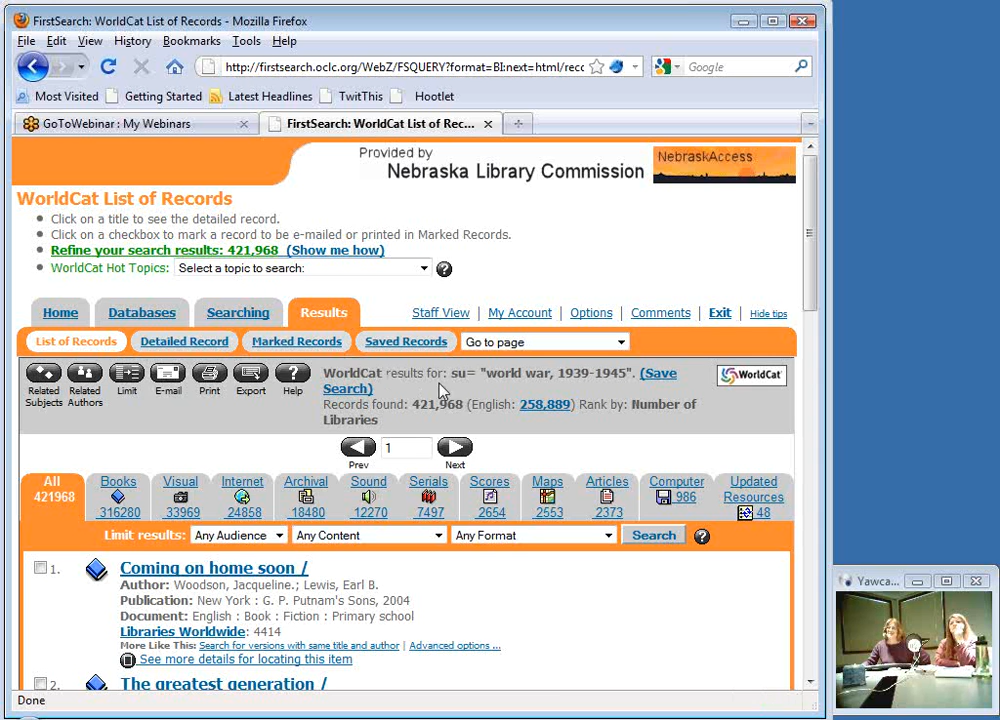 FirstSearch: WorldCat List of Records - Mozilla Firefox
File Edit View History Bookmarks Tools Help
http://firstsearch.oclc.org/WebZ/FSQUERY?format=BI:next=html/recc
Google
Most Visited Getting Started Latest Headlines TwitThis Hootlet
GoToWebinar : My Webinars
FirstSearch: WorldCat List of Rec...
Provided by
Nebraska Library Commission
NebraskAccess
WorldCat List of Records
Click on a title to see the detailed record.
Click on a checkbox to mark a record to be e-mailed or printed in Marked Records.
Refine your search results: 421,968 (Show me how)
WorldCat Hot Topics: Select a topic to search: ?
Home Databases Searching Results
Staff View | My Account | Options | Comments | Exit | Hide tips
List of Records Detailed Record Marked Records Saved Records Go to page
Related Subjects
Related Authors
Limit
E-mail
Print
Export
Help
WorldCat results for: su= "world war, 1939-1945". (Save
Search)
Records found: 421,968 (English: 258,889) Rank by: Number of
Libraries
WorldCat
1
Prev Next
All
421968
Books
316280
Visual
33969
Internet
24858
Archival
18480
Sound
12270
Serials
7497
Scores
2654
Maps
2553
Articles
2373
Computer
986
Updated
Resources
48
Limit results: Any Audience Any Content Any Format Search ?
1. Coming on home soon /
Author: Woodson, Jacqueline.; Lewis, Earl B.
Publication: New York : G. P. Putnam's Sons, 2004
Document: English : Book : Fiction : Primary school
Libraries Worldwide: 4414
More Like This: Search for versions with same title and author | Advanced options ...
See more details for locating this item
2. The greatest generation /
Done
Yawca...